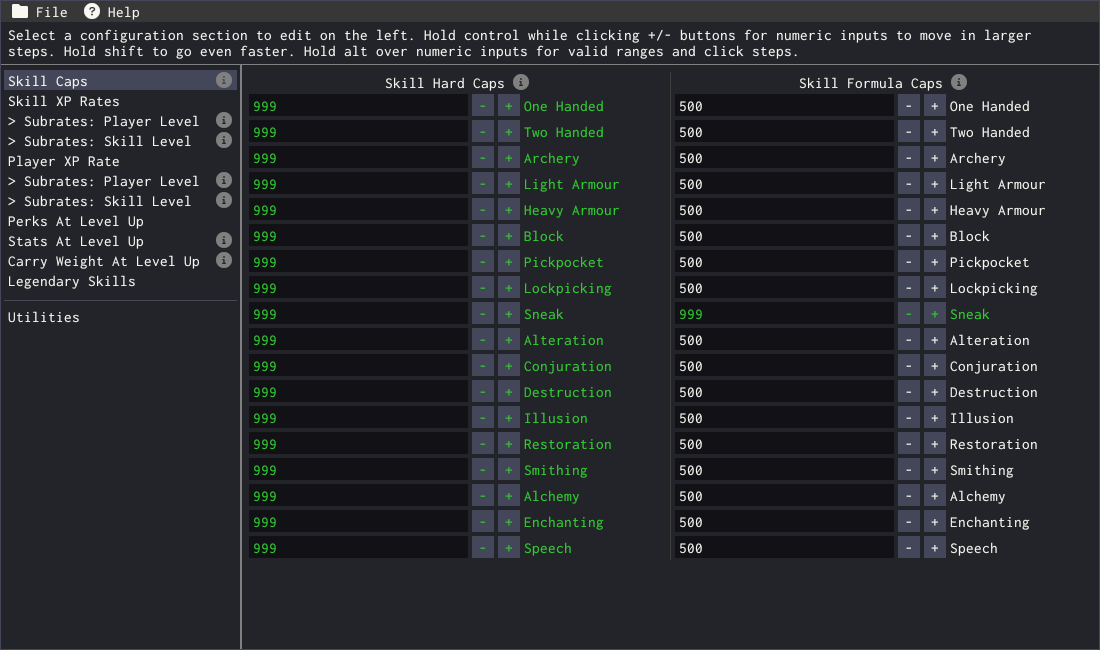 File ? Help
Select a configuration section to edit on the left. Hold control while clicking +/- buttons for numeric inputs to move in larger
steps. Hold shift to go even faster. Hold alt over numeric inputs for valid ranges and click steps.
Skill Caps i
Skill XP Rates
> Subrates: Player Level i
> Subrates: Skill Level i
Player XP Rate
> Subrates: Player Level i
> Subrates: Skill Level i
Perks At Level Up
Stats At Level Up i
Carry Weight At Level Up i
Legendary Skills
Utilities
Skill Hard Caps i
999 - + One Handed
999 - + Two Handed
999 - + Archery
999 - + Light Armour
999 - + Heavy Armour
999 - + Block
999 - + Pickpocket
999 - + Lockpicking
999 - + Sneak
999 - + Alteration
999 - + Conjuration
999 - + Destruction
999 - + Illusion
999 - + Restoration
999 - + Smithing
999 - + Alchemy
999 - + Enchanting
999 - + Speech
Skill Formula Caps i
500 - + One Handed
500 - + Two Handed
500 - + Archery
500 - + Light Armour
500 - + Heavy Armour
500 - + Block
500 - + Pickpocket
500 - + Lockpicking
999 - + Sneak
500 - + Alteration
500 - + Conjuration
500 - + Destruction
500 - + Illusion
500 - + Restoration
500 - + Smithing
500 - + Alchemy
500 - + Enchanting
500 - + Speech